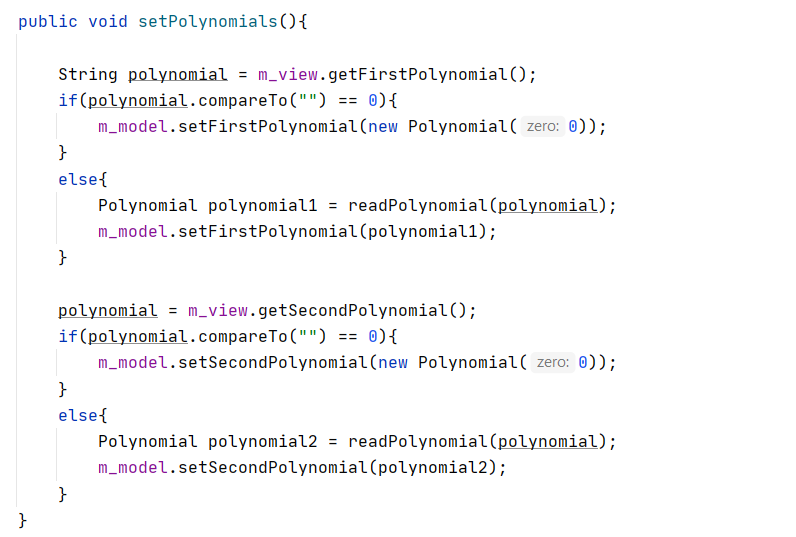 public void setPolynomials(){
String polynomial = m_view.getFirstPolynomial();
if(polynomial.compareTo("") == 0){
m_model.setFirstPolynomial(new Polynomial( zero: 0));
}
else{
Polynomial polynomial1 = readPolynomial(polynomial);
m_model.setFirstPolynomial(polynomial1);
}
polynomial = m_view.getSecondPolynomial();
if(polynomial.compareTo("") == 0){
m_model.setSecondPolynomial(new Polynomial( zero: 0));
}
else{
Polynomial polynomial2 = readPolynomial(polynomial);
m_model.setSecondPolynomial(polynomial2);
}
}